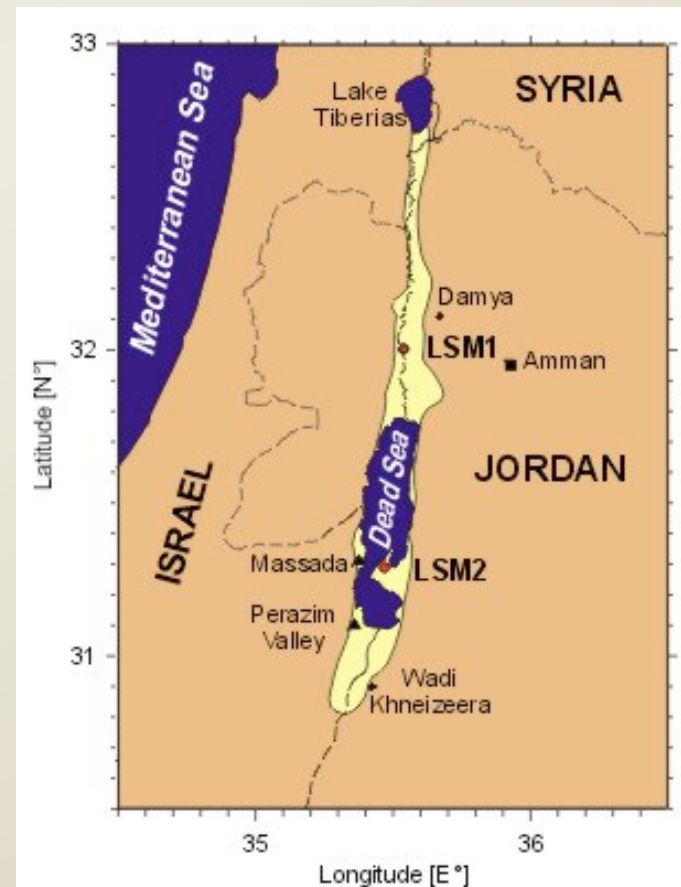 33
Mediterranean Sea
Lake
Tiberias
SYRIA
Damya
32
LSM1
Amman
Latitude [N°]
JORDAN
ISRAEL
Dead Sea
Massada
LSM2
Perazim
Valley
31
Wadi
Khneizeera
35
36
Longitude [E°]